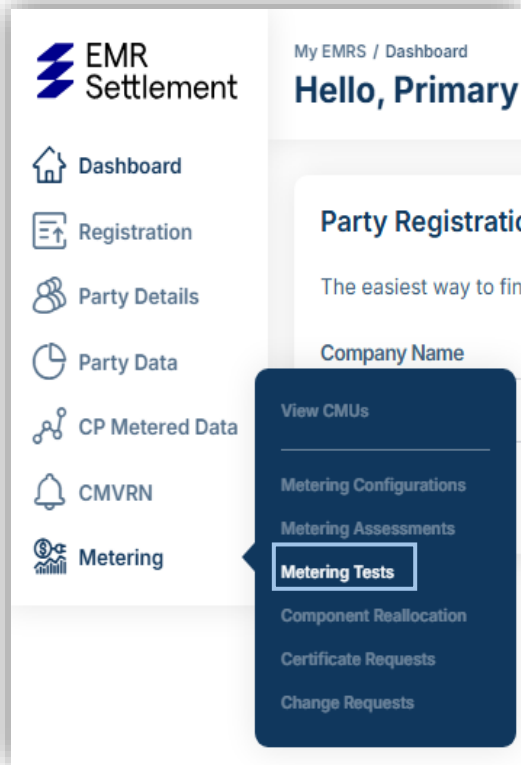 EMR
Settlement
My EMRS / Dashboard
Hello, Primary
Dashboard
Registration
Party Details
Party Data
CP Metered Data
CMVRN
Metering
Party Registratio
The easiest way to fin
Company Name
View CMUs
Metering Configurations
Metering Assessments
Metering Tests
Component Reallocation
Certificate Requests
Change Requests